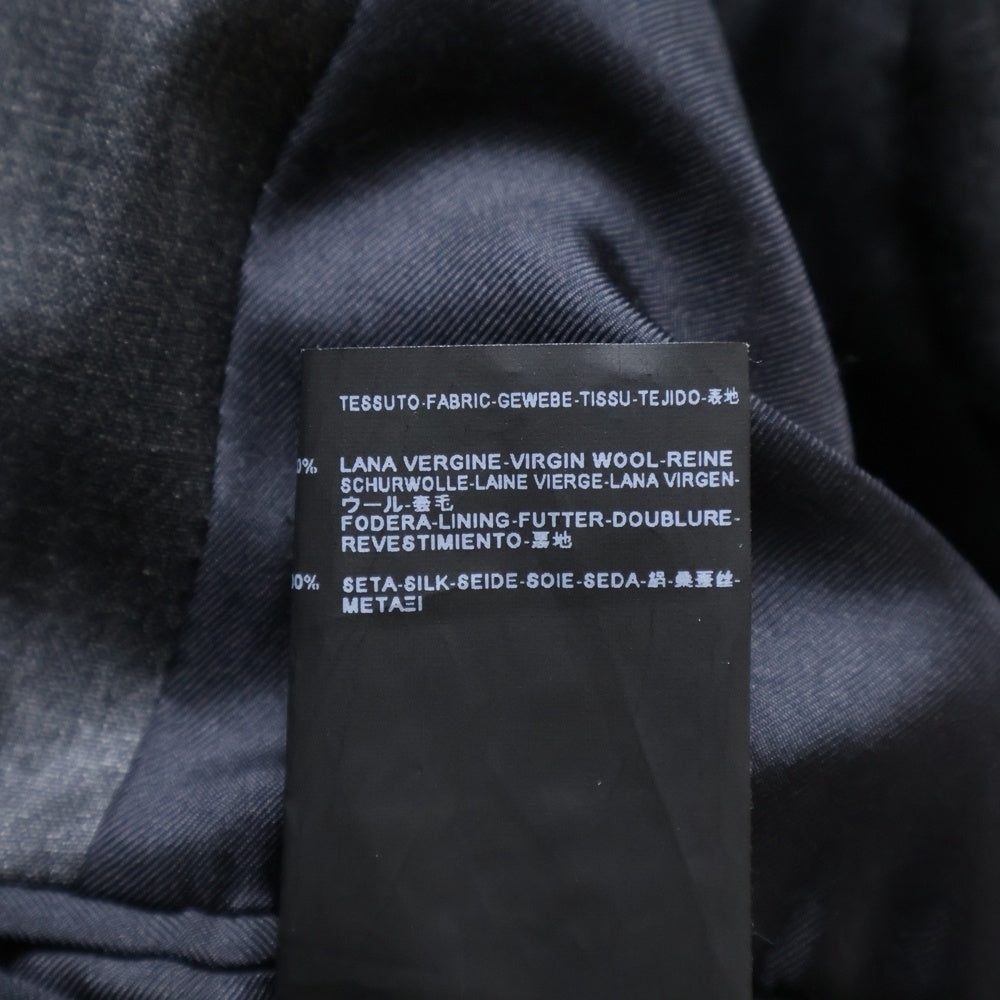 TESSUTO-FABRIC-GEWEBE-TISSU-TEJIDO-表地
0% LANA VERGINE-VIRGIN WOOL-REINE
SCHURWOLLE-LAINE VIERGE-LANA VIRGEN-
ウール-羊毛
FODERA-LINING-FUTTER-DOUBLURE-
REVESTIMIENTO-裏地
00% SETA-SILK-SEIDE-SOIE-SEDA-絹-桑蚕丝-
ΜΕΤΑΞΙ